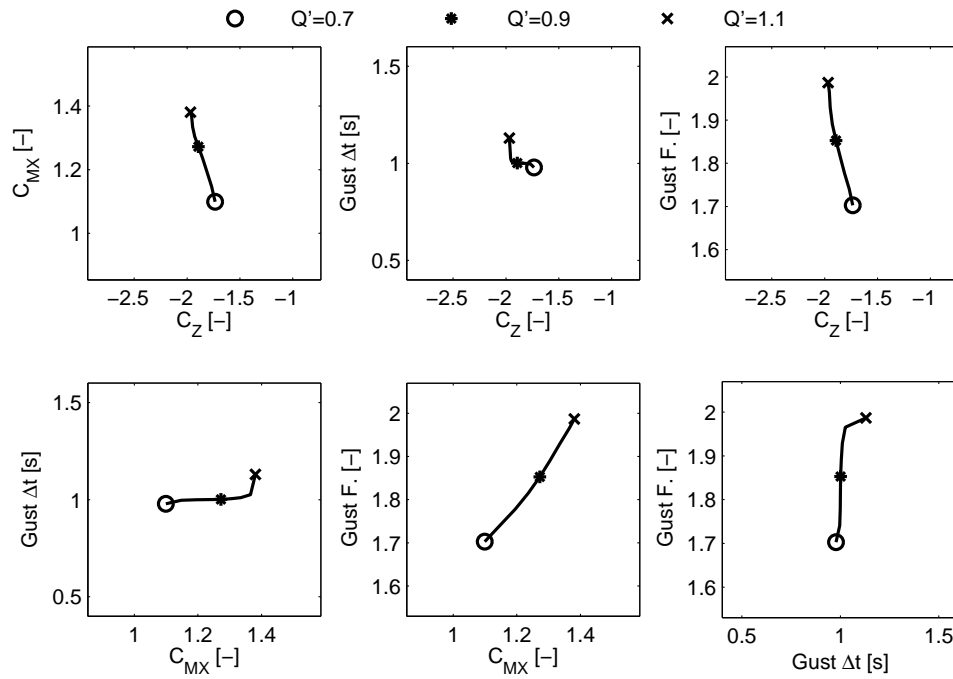 Q'=0.7 Q'=0.9 Q'=1.1
C_MX [–]
1.4
1.2
1
−2.5 −2 −1.5 −1
C_Z [–]
Gust Δt [s]
1.5
1
0.5
−2.5 −2 −1.5 −1
C_Z [–]
Gust F. [–]
2
1.9
1.8
1.7
1.6
−2.5 −2 −1.5 −1
C_Z [–]
Gust Δt [s]
1.5
1
0.5
1 1.2 1.4
C_MX [–]
Gust F. [–]
2
1.9
1.8
1.7
1.6
1 1.2 1.4
C_MX [–]
Gust F. [–]
2
1.9
1.8
1.7
1.6
0.5 1 1.5
Gust Δt [s]